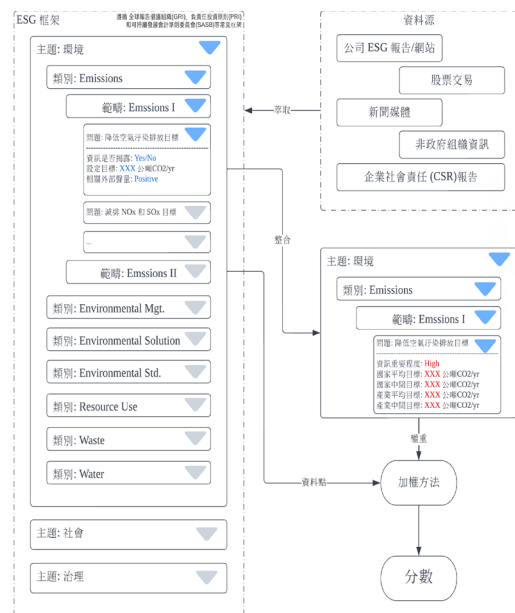 ESG 框架
遵循 全球報告倡議組織(GRI)、負責任投資原則(PRI)
和可持續發展會計準則委員會(SASB)等常見框架
主題: 環境
類別: Emissions
範疇: Emssions I
問題: 降低空氣汙染排放目標
資訊是否揭露: Yes/No
設定目標: XXX 公噸CO2/yr
相關外部聲量: Positive
問題: 減排 NOx 和 SOx 目標
...
範疇: Emssions II
類別: Environmental Mgt.
類別: Environmental Solution
類別: Environmental Std.
類別: Resource Use
類別: Waste
類別: Water
主題: 社會
主題: 治理
資料源
公司 ESG 報告/網站
股票交易
新聞媒體
非政府組織資訊
企業社會責任 (CSR)報告
萃取
整合
主題: 環境
類別: Emissions
範疇: Emssions I
問題: 降低空氣汙染排放目標
資訊重要程度: High
國家平均目標: XXX 公噸CO2/yr
國家中間目標: XXX 公噸CO2/yr
產業平均目標: XXX 公噸CO2/yr
產業中間目標: XXX 公噸CO2/yr
權重
資料點
加權方法
分數